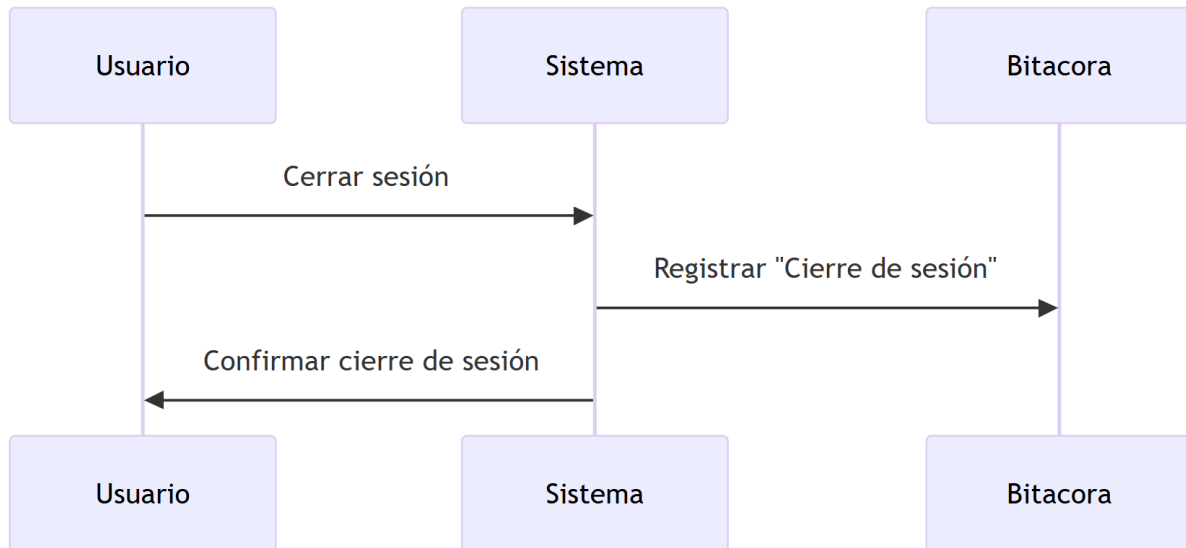 Usuario
Sistema
Bitacora
Cerrar sesión
Registrar "Cierre de sesión"
Confirmar cierre de sesión
Usuario
Sistema
Bitacora